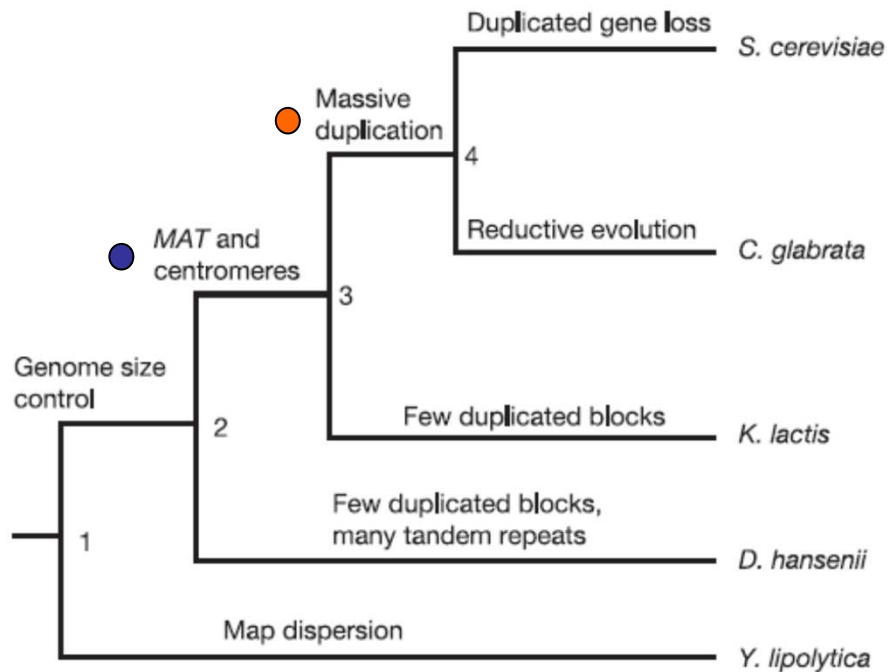 Duplicated gene loss
S. cerevisiae
Massive
duplication
4
Reductive evolution
C. glabrata
MAT and
centromeres
3
Genome size
control
Few duplicated blocks
K. lactis
2
Few duplicated blocks,
many tandem repeats
D. hansenii
1
Map dispersion
Y. lipolytica